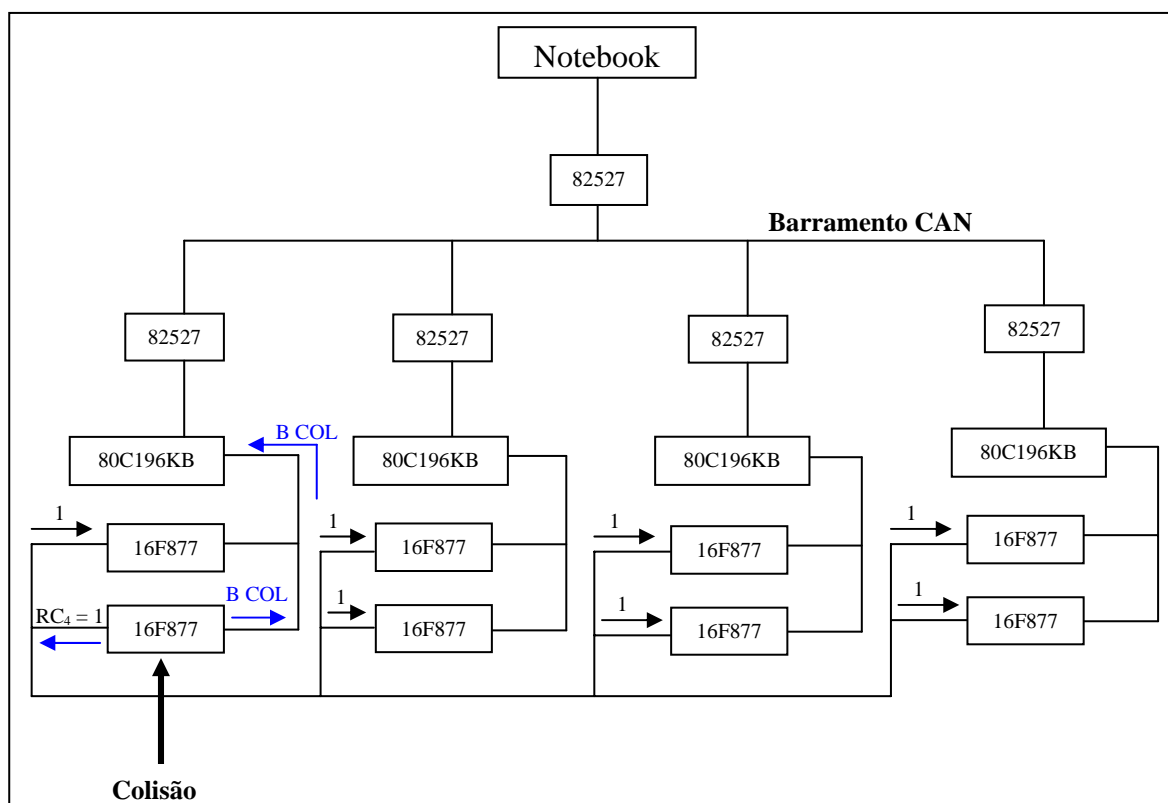 Notebook
82527
Barramento CAN
82527
82527
82527
82527
B COL
80C196KB
80C196KB
80C196KB
80C196KB
1
16F877
1
16F877
1
16F877
1
16F877
RC₄ = 1
16F877
B COL
1
16F877
1
16F877
1
16F877
Colisão